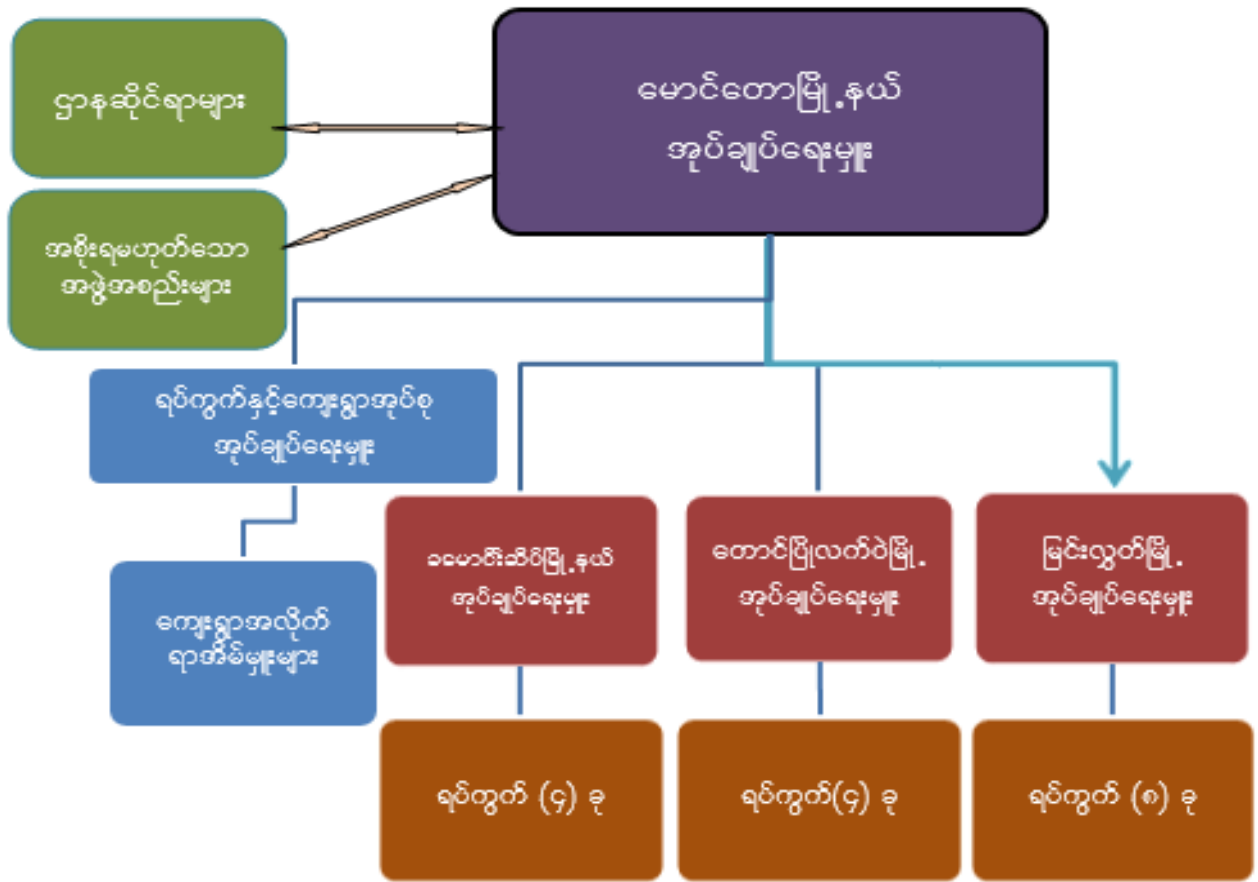 ဌာနဆိုင်ရာများ
မောင်တောမြို့နယ်
အုပ်ချုပ်ရေးမှူး
အစိုးရမဟုတ်သော
အဖွဲ့အစည်းများ
ရပ်ကွက်နှင့်ကျေးရွာအုပ်စု
အုပ်ချုပ်ရေးမှူး
ကျေးရွာအလိုက်
ရာအိမ်မှူးများ
ခမောင်းဆိပ်မြို့နယ်
အုပ်ချုပ်ရေးမှူး
တောင်ပြိုလက်ဝဲမြို့
အုပ်ချုပ်ရေးမှူး
မြင်းလွှတ်မြို့
အုပ်ချုပ်ရေးမှူး
ရပ်ကွက် (၄) ခု
ရပ်ကွက်(၄) ခု
ရပ်ကွက် (၈) ခု